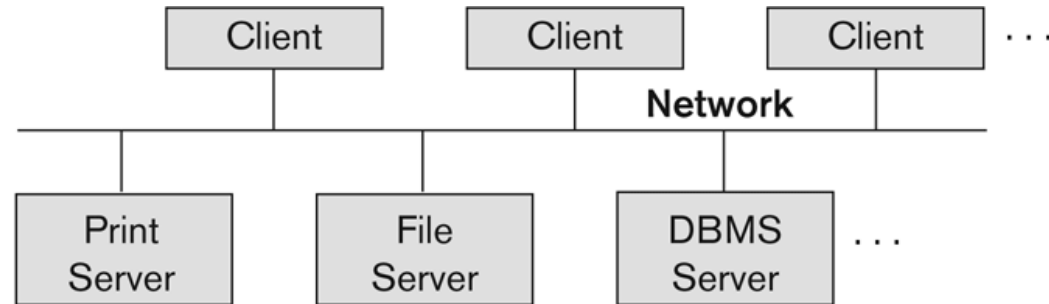 Client
Client
Client
. . .
Network
Print
Server
File
Server
DBMS
Server
. . .